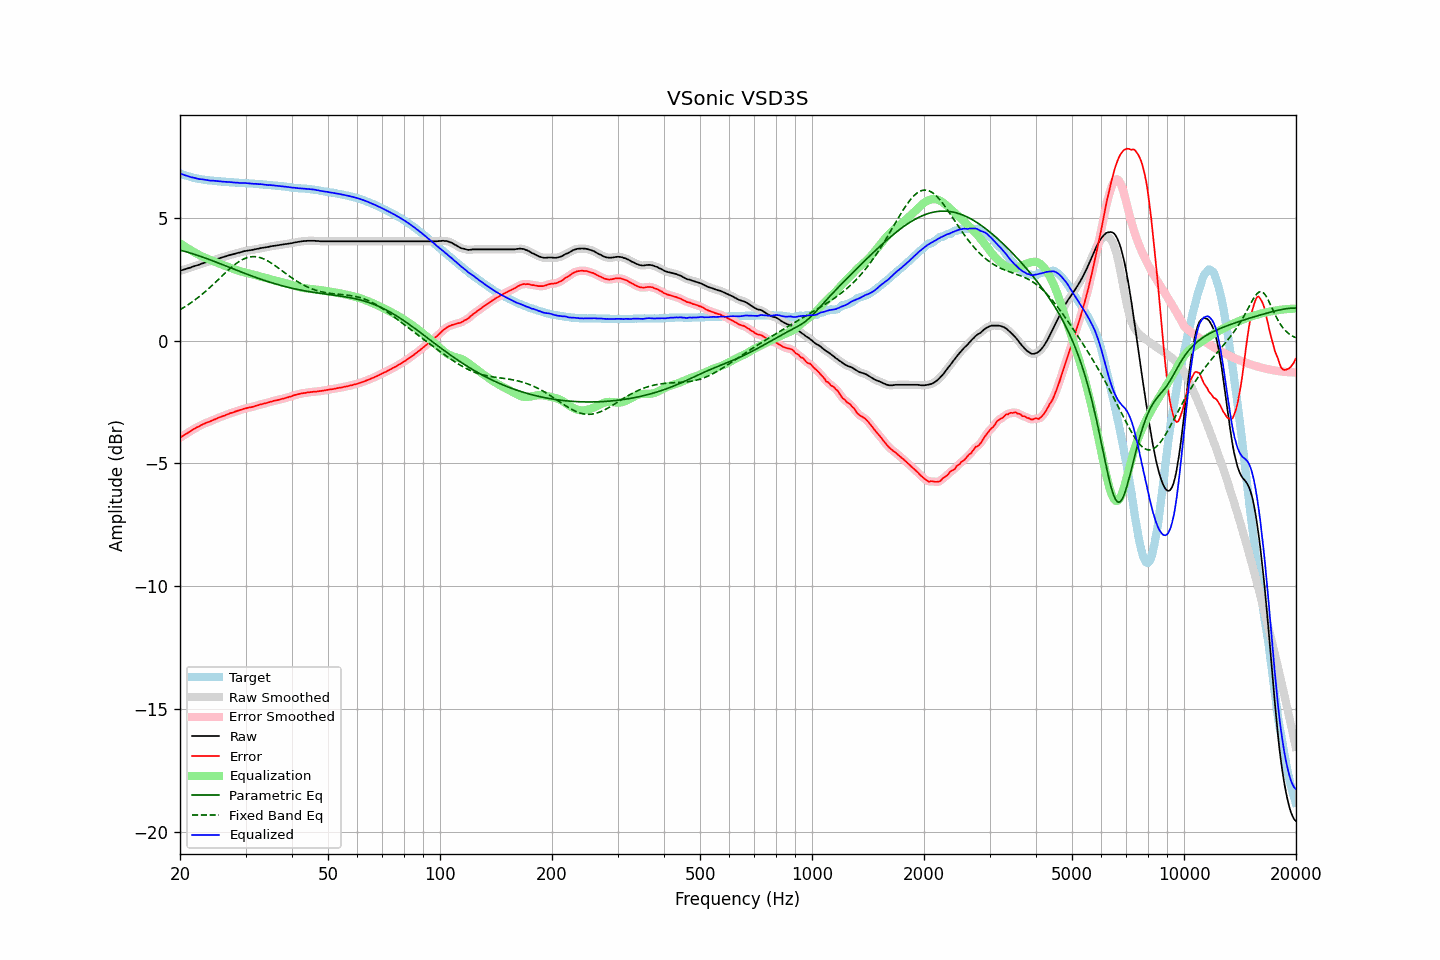 VSonic VSD3S
Amplitude (dBr)
5
0
−5
−10
−15
−20
Target
Raw Smoothed
Error Smoothed
Raw
Error
Equalization
Parametric Eq
Fixed Band Eq
Equalized
20 50 100 200 500 1000 2000 5000 10000 20000
Frequency (Hz)